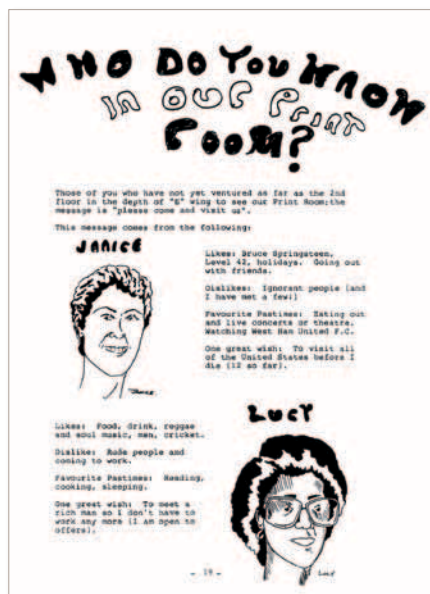 WHO DO YOU KNOW
IN OUR PRINT
ROOM?
Those of you who have not yet ventured as far as the 2nd
floor in the depth of "E" wing to see our Print Room:the
message is "please come and visit us".
This message comes from the following:
JANICE
Likes: Bruce Springsteen,
Level 42, holidays. Going out
with friends.
Dislikes: Ignorant people (and
I have met a few!)
Favourite Pastimes: Eating out
and live concerts or theatre.
Watching West Ham United F.C.
One great wish: To visit all
of the United States before I
die (12 so far).
LUCY
Likes: Food, drink, reggae
and soul music, men, cricket.
Dislike: Rude people and
coming to work.
Favourite Pastimes: Reading,
cooking, sleeping.
One great wish: To meet a
rich man so I don't have to
work any more (I am open to
offers).
- 19 -